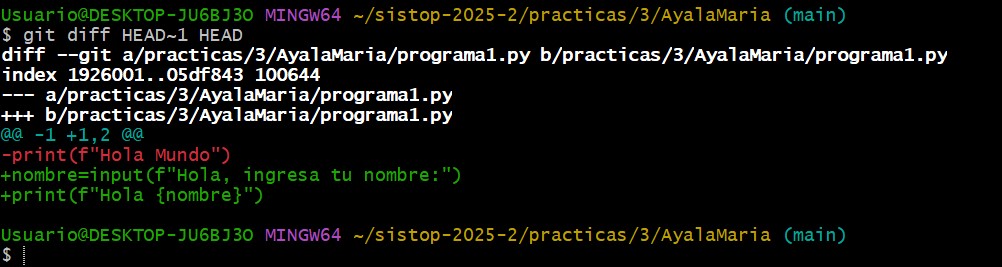 Usuario@DESKTOP-JU6BJ3O MINGW64 ~/sistop-2025-2/practicas/3/AyalaMaria (main)
$ git diff HEAD~1 HEAD
diff --git a/practicas/3/AyalaMaria/programa1.py b/practicas/3/AyalaMaria/programa1.py
index 1926001..05df843 100644
--- a/practicas/3/AyalaMaria/programa1.py
+++ b/practicas/3/AyalaMaria/programa1.py
@@ -1 +1,2 @@
-print(f"Hola Mundo")
+nombre=input(f"Hola, ingresa tu nombre:")
+print(f"Hola {nombre}")
Usuario@DESKTOP-JU6BJ3O MINGW64 ~/sistop-2025-2/practicas/3/AyalaMaria (main)
$